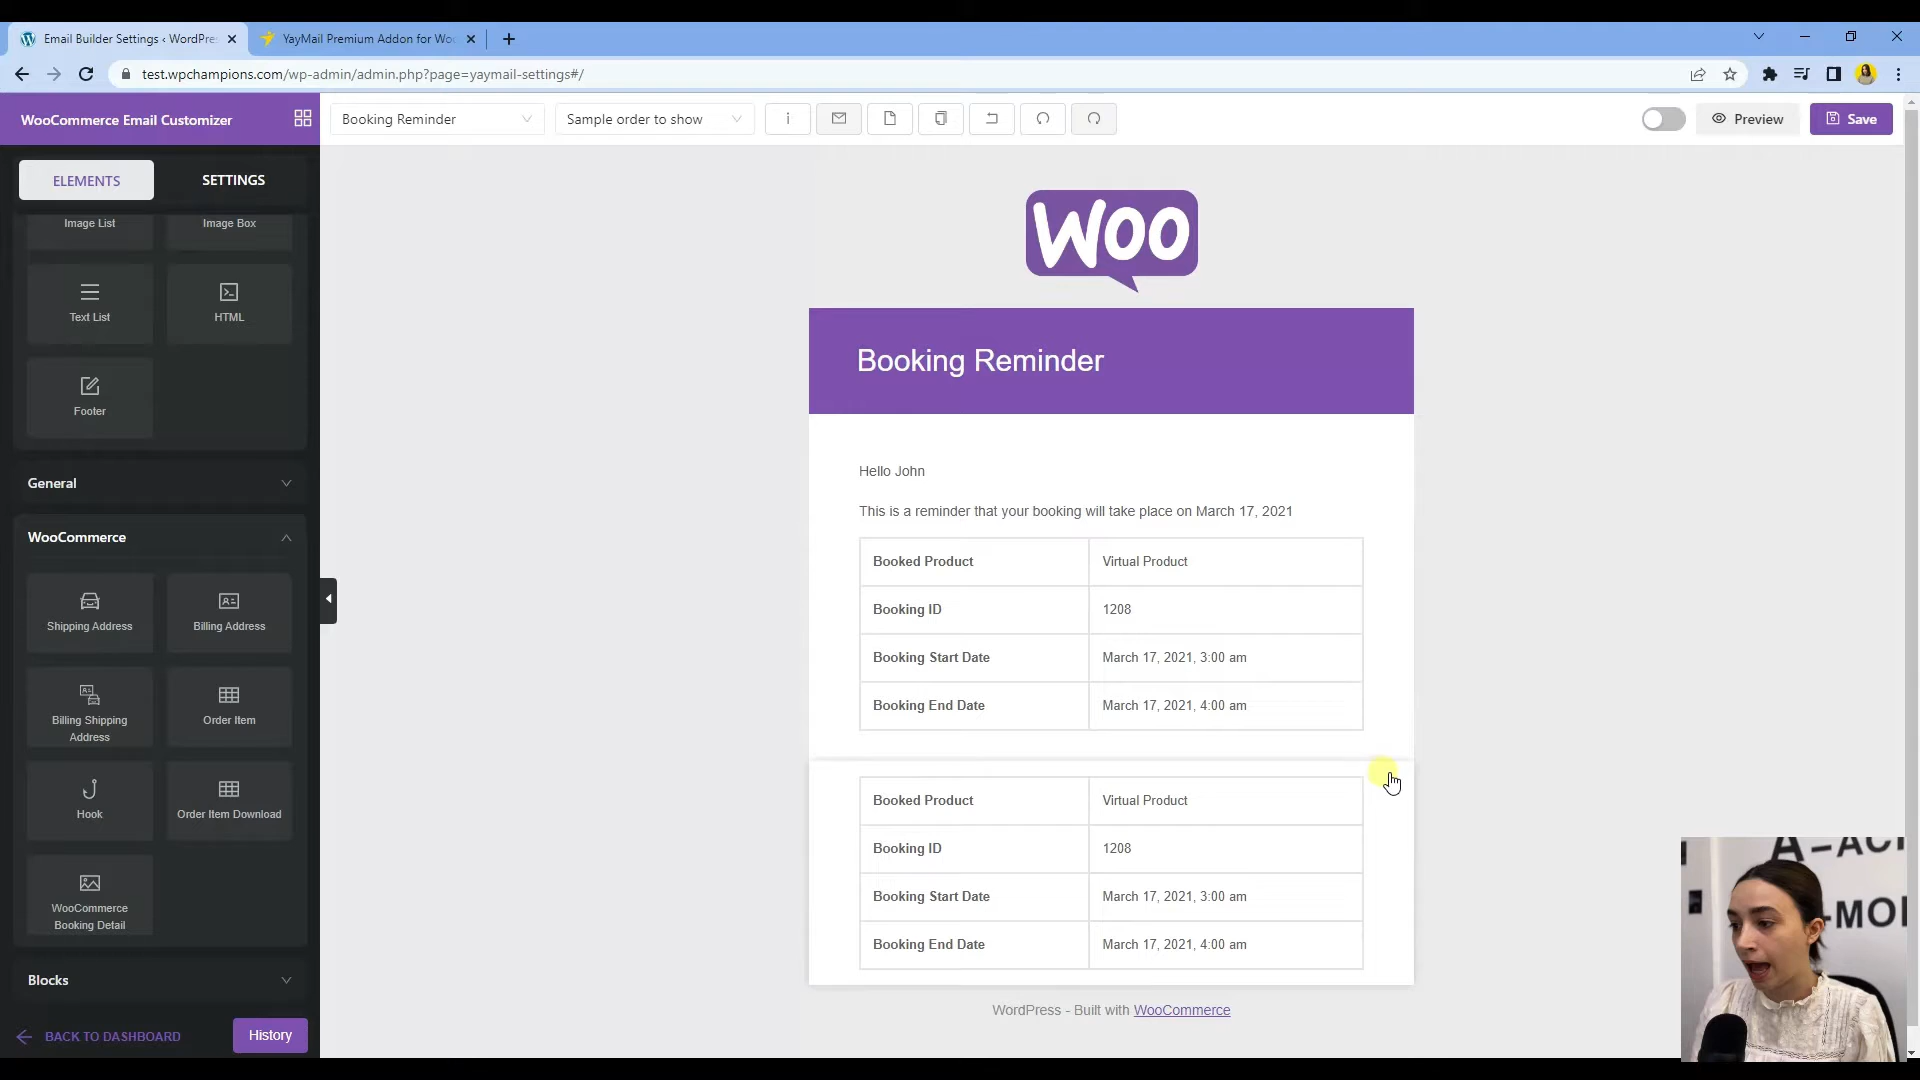 Email Builder Settings ‹ WordPre
YayMail Premium Addon for Woo
test.wpchampions.com/wp-admin/admin.php?page=yaymail-settings#/
WooCommerce Email Customizer
Booking Reminder
Sample order to show
Preview
Save
ELEMENTS
SETTINGS
Image List
Image Box
Text List
HTML
Footer
General
WooCommerce
Shipping Address
Billing Address
Billing Shipping
Address
Order Item
Hook
Order Item Download
WooCommerce
Booking Detail
Blocks
BACK TO DASHBOARD
History
WOO
Booking Reminder
Hello John
This is a reminder that your booking will take place on March 17, 2021
Booked Product Virtual Product
Booking ID 1208
Booking Start Date March 17, 2021, 3:00 am
Booking End Date March 17, 2021, 4:00 am
Booked Product Virtual Product
Booking ID 1208
Booking Start Date March 17, 2021, 3:00 am
Booking End Date March 17, 2021, 4:00 am
WordPress - Built with WooCommerce